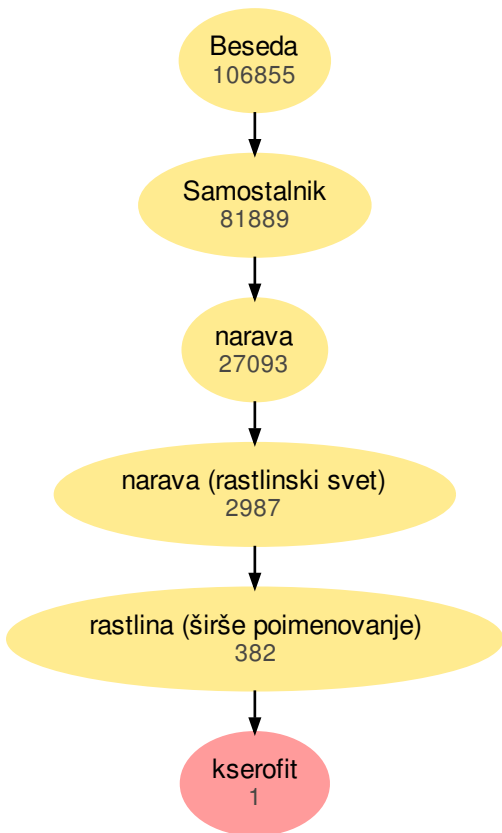 Beseda
106855
Samostalnik
81889
narava
27093
narava (rastlinski svet)
2987
rastlina (širše poimenovanje)
382
kserofit
1